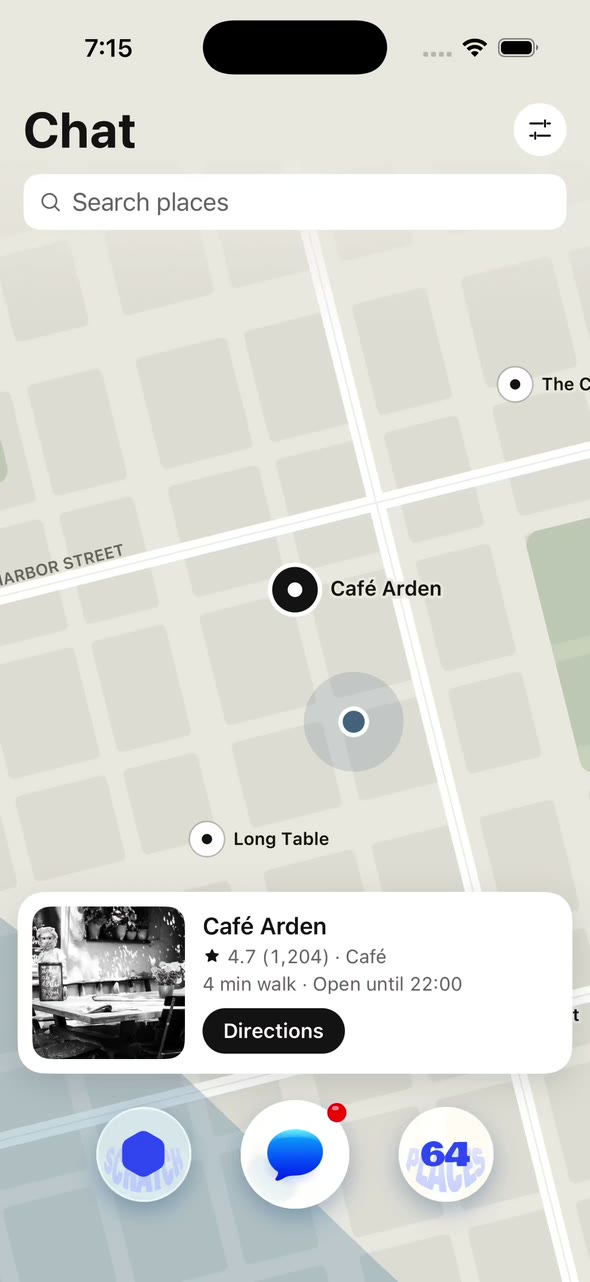 7:15
Chat
Search places
The C
HARBOR STREET
Café Arden
Long Table
Café Arden
4.7 (1,204) · Café
4 min walk · Open until 22:00
t
Directions
SCRATCH
64
PLACES